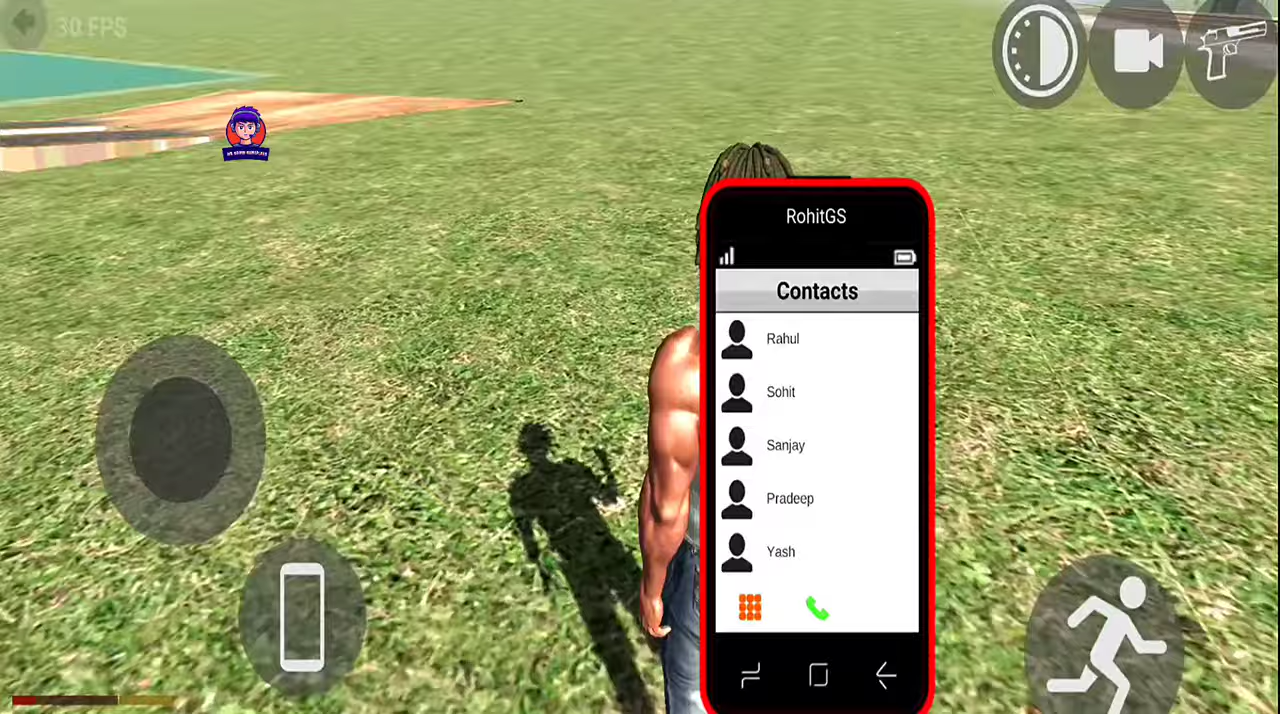 30 FPS
RohitGS
Contacts
Rahul
Sohit
Sanjay
Pradeep
Yash